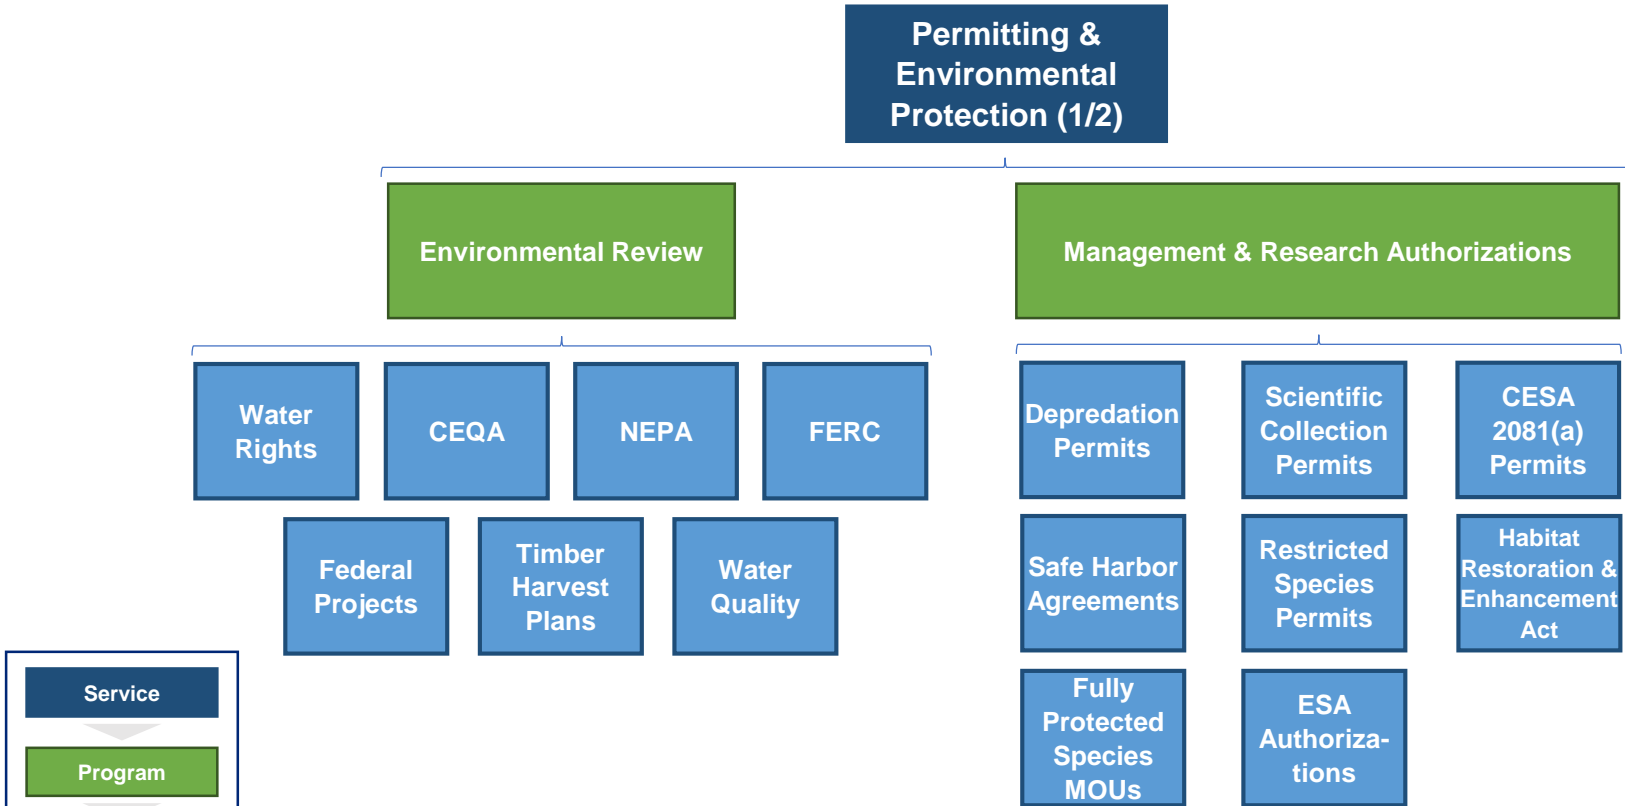 Permitting &
Environmental
Protection (1/2)
Environmental Review
Management & Research Authorizations
Water
Rights
CEQA
NEPA
FERC
Depredation
Permits
Scientific
Collection
Permits
CESA
2081(a)
Permits
Federal
Projects
Timber
Harvest
Plans
Water
Quality
Safe Harbor
Agreements
Restricted
Species
Permits
Habitat
Restoration &
Enhancement
Act
Fully
Protected
Species
MOUs
ESA
Authoriza-
tions
Service
Program